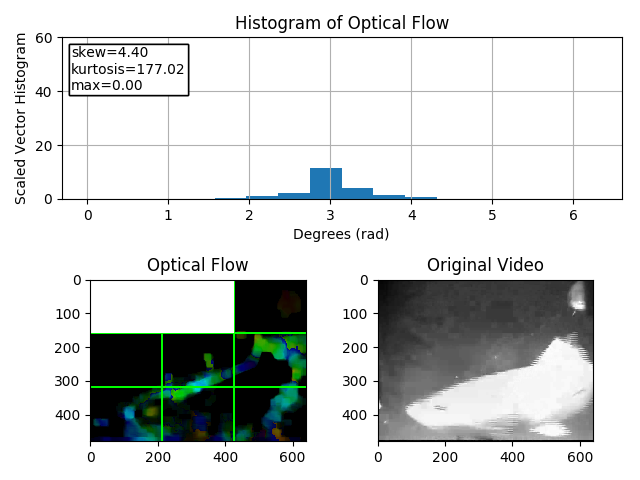 Histogram of Optical Flow
Scaled Vector Histogram
60
40
20
0
skew=4.40
kurtosis=177.02
max=0.00
0 1 2 3 4 5 6
Degrees (rad)
Optical Flow
0
100
200
300
400
0 200 400 600
Original Video
0
100
200
300
400
0 200 400 600